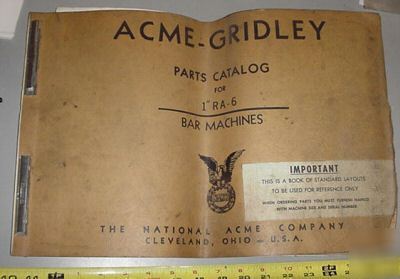 ACME-GRIDLEY
PARTS CATALOG
FOR
1" RA-6
BAR MACHINES
IMPORTANT
THIS IS A BOOK OF STANDARD LAYOUTS
TO BE USED FOR REFERENCE ONLY
WHEN ORDERING PARTS YOU MUST FURNISH NAMCO
WITH MACHINE SIZE AND SERIAL NUMBER
THE NATIONAL ACME COMPANY
CLEVELAND, OHIO - U.S.A.